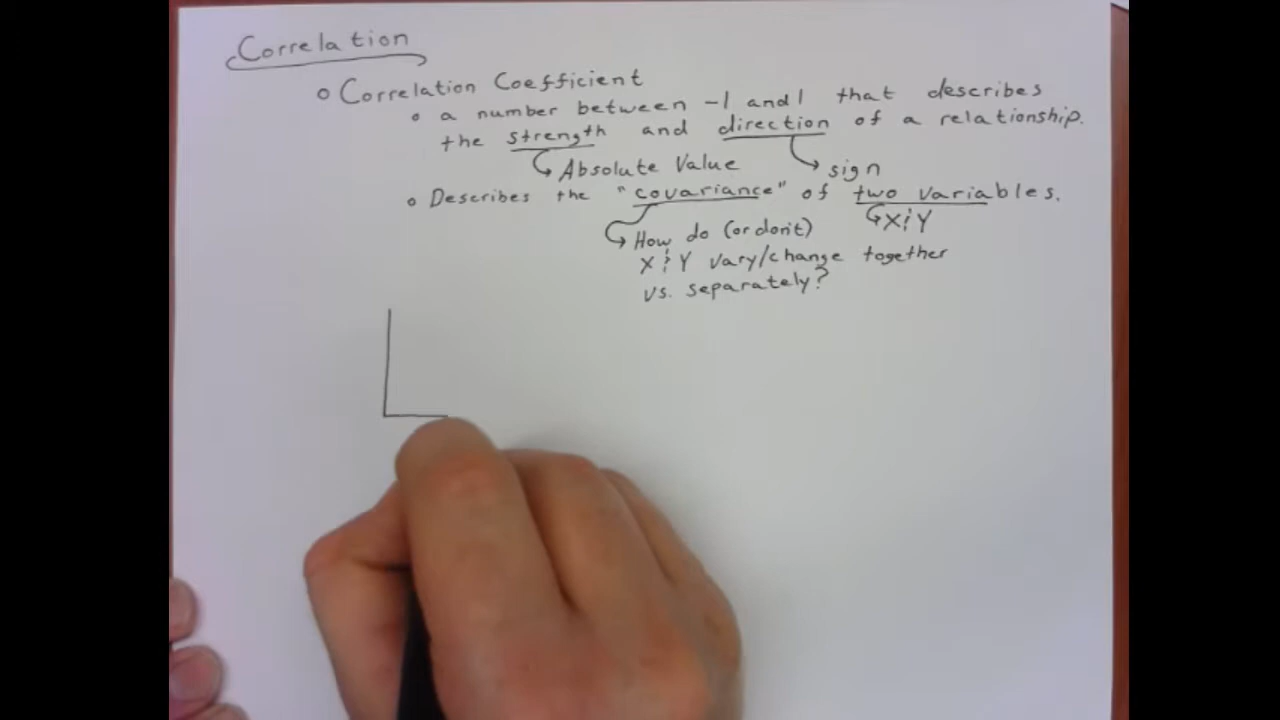 Correlation
Correlation Coefficient
a number between -1 and 1 that describes
the strength and direction of a relationship.
Absolute Value
sign
Describes the "covariance" of two variables.
X & Y
How do (or don't)
X & Y vary/change together
vs. separately?